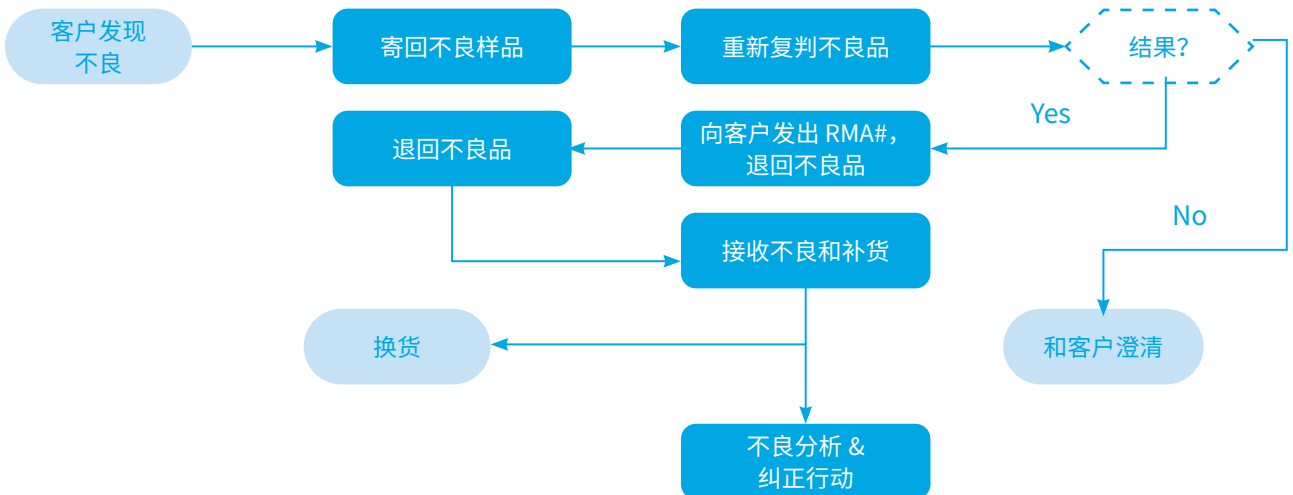 客户发现
不良
寄回不良样品
重新复判不良品
结果？
Yes
向客户发出 RMA#，
退回不良品
退回不良品
No
接收不良和补货
换货
和客户澄清
不良分析 &
纠正行动